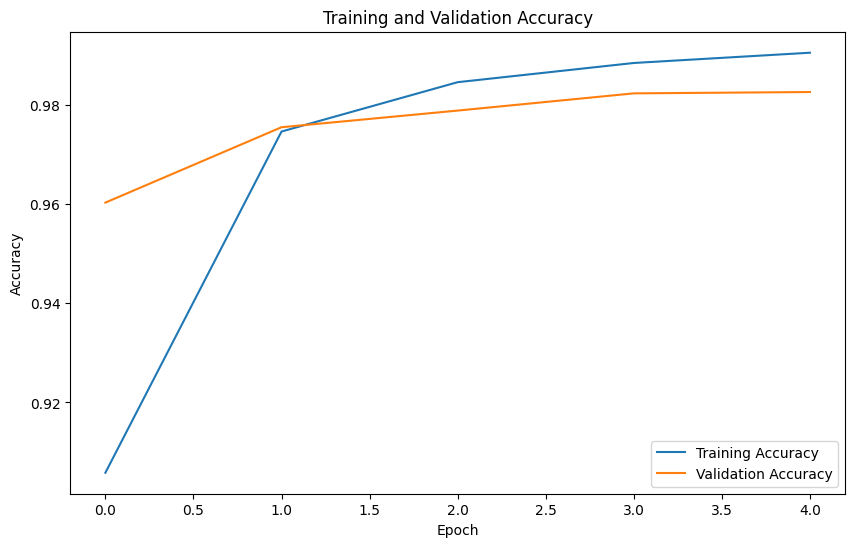 Training and Validation Accuracy
Accuracy
0.98
0.96
0.94
0.92
Training Accuracy
Validation Accuracy
0.0 0.5 1.0 1.5 2.0 2.5 3.0 3.5 4.0
Epoch